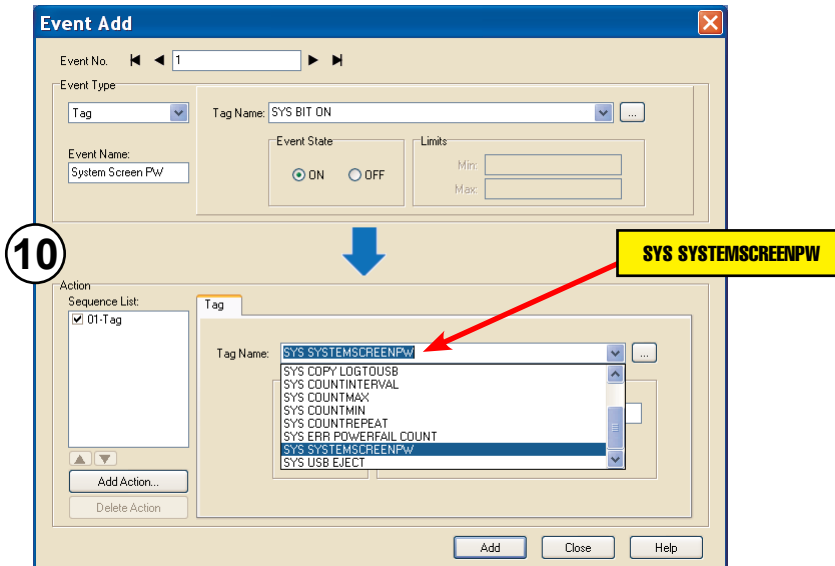 Event Add
Event No. 1
Event Type
Tag
Tag Name: SYS BIT ON ...
Event State
Limits
Event Name:
System Screen PW
ON OFF
Min:
Max:
10
SYS SYSTEMSCREENPW
Action
Sequence List:
01-Tag
Tag
Tag Name: SYS SYSTEMSCREENPW ...
SYS COPY LOGTOUSB
SYS COUNTINTERVAL
SYS COUNTMAX
SYS COUNTMIN
SYS COUNTREPEAT
SYS ERR POWERFAIL COUNT
SYS SYSTEMSCREENPW
SYS USB EJECT
Add Action...
Delete Action
Add Close Help